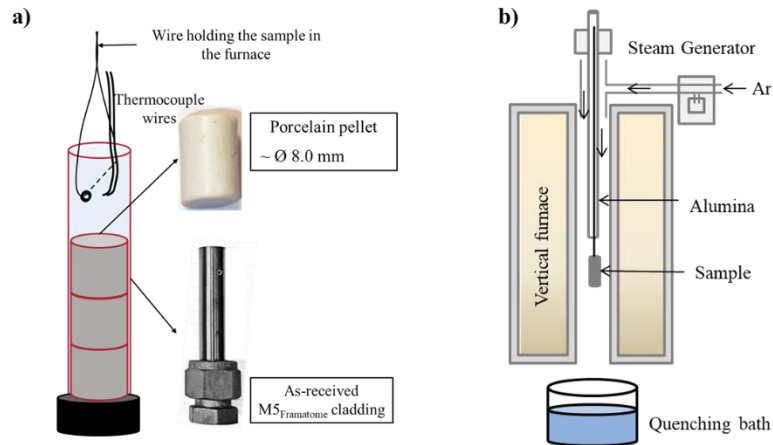 a)
Wire holding the sample in
the furnace
Thermocouple
wires
Porcelain pellet
~ Ø 8.0 mm
As-received
M5Framatome cladding
b)
Steam Generator
Ar
Alumina
Vertical furnace
Sample
Quenching bath